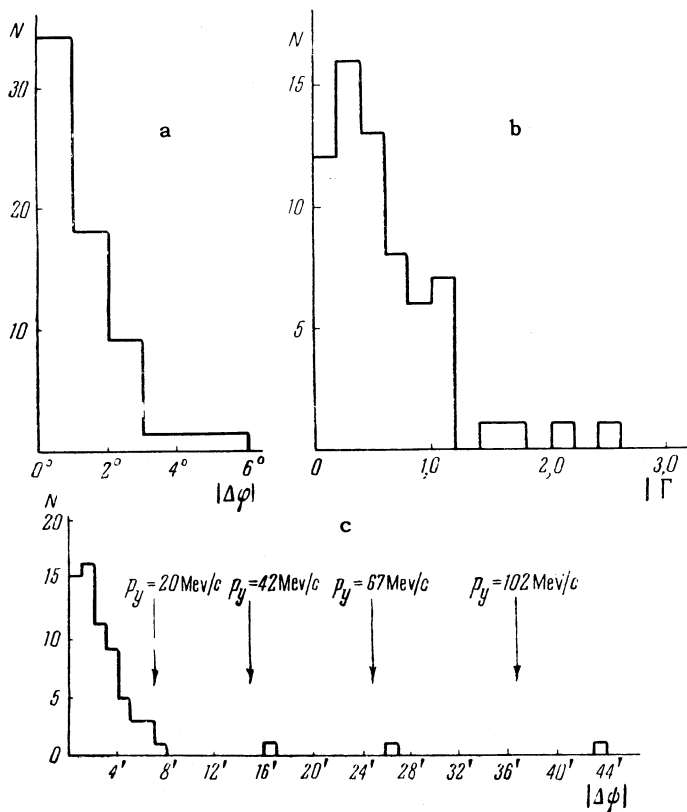 N
30
20
10
a
0° 2° 4° 6°
|Δφ|
N
15
10
5
b
0 1,0 2,0 3,0
| Γ
c
N
20
15
10
5
0
p_y = 20 Mev/c p_y = 42 Mev/c p_y = 67 Mev/c p_y = 102 Mev/c
4' 8' 12' 16' 20' 24' 28' 32' 36' 40' 44'
|Δϕ|